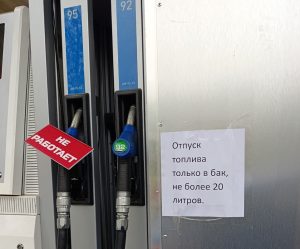 95
92
НЕ
РАБОТАЕТ
Отпуск
топлива
только в бак,
не более 20
литров.